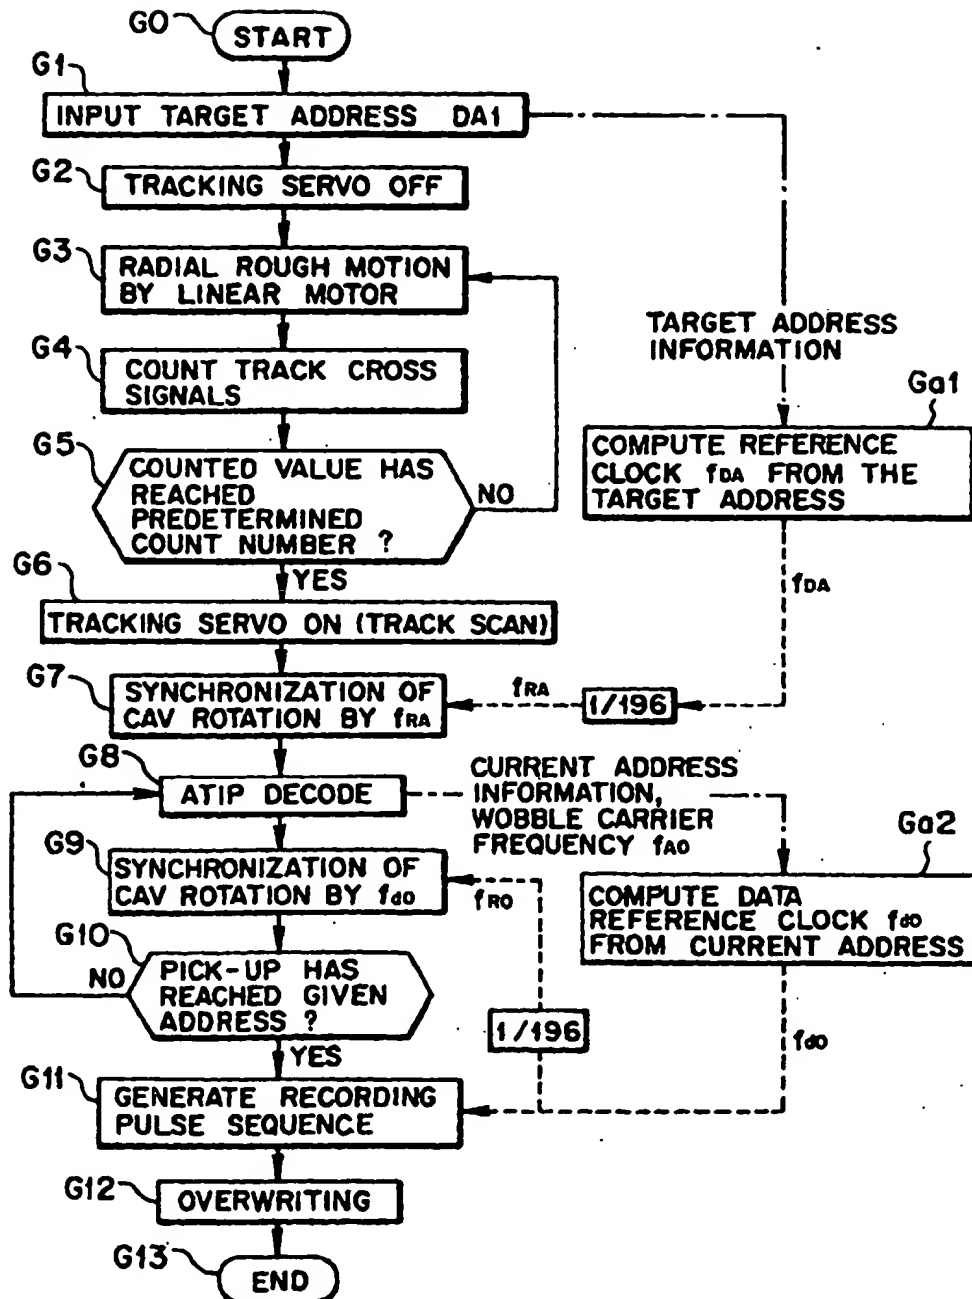 G0
START
G1
INPUT TARGET ADDRESS DA1
G2
TRACKING SERVO OFF
G3
RADIAL ROUGH MOTION
BY LINEAR MOTOR
TARGET ADDRESS
INFORMATION
G4
COUNT TRACK CROSS
SIGNALS
Ga1
COMPUTE REFERENCE
CLOCK fDA FROM THE
TARGET ADDRESS
G5
COUNTED VALUE HAS
REACHED
PREDETERMINED
COUNT NUMBER ?
NO
YES
fDA
G6
TRACKING SERVO ON (TRACK SCAN)
G7
SYNCHRONIZATION OF
CAV ROTATION BY fRA
fRA
1/196
G8
ATIP DECODE
CURRENT ADDRESS
INFORMATION,
WOBBLE CARRIER
FREQUENCY fA0
Ga2
COMPUTE DATA
REFERENCE CLOCK fd0
FROM CURRENT ADDRESS
G9
SYNCHRONIZATION OF
CAV ROTATION BY fd0
fR0
G10
PICK-UP HAS
REACHED GIVEN
ADDRESS ?
NO
YES
1/196
fd0
G11
GENERATE RECORDING
PULSE SEQUENCE
G12
OVERWRITING
G13
END